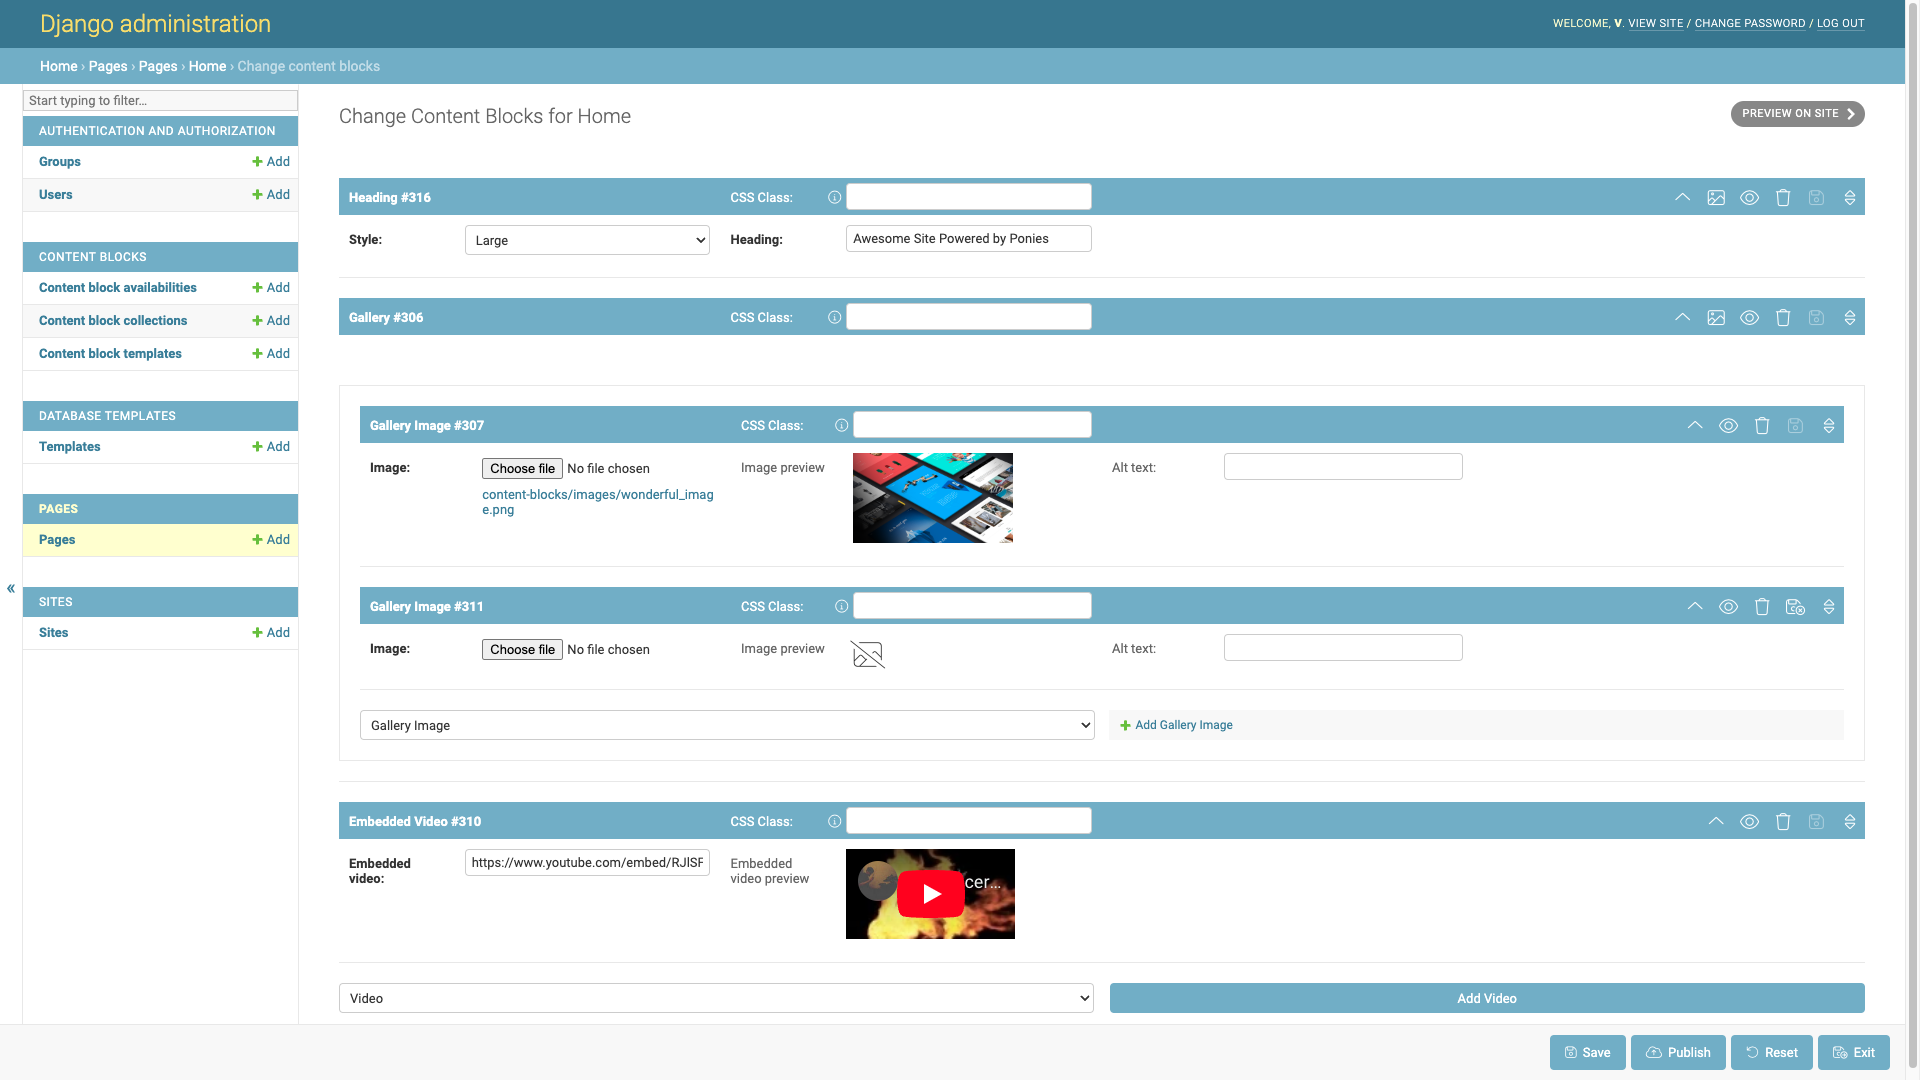 Django administration
WELCOME, V. VIEW SITE / CHANGE PASSWORD / LOG OUT
Home › Pages › Pages › Home › Change content blocks
Start typing to filter...
AUTHENTICATION AND AUTHORIZATION
Groups
Add
Users
Add
CONTENT BLOCKS
Content block availabilities
Add
Content block collections
Add
Content block templates
Add
DATABASE TEMPLATES
Templates
Add
PAGES
Pages
Add
«
SITES
Sites
Add
Change Content Blocks for Home
PREVIEW ON SITE
Heading #316
CSS Class:
Style:
Large
Heading:
Awesome Site Powered by Ponies
Gallery #306
CSS Class:
Gallery Image #307
CSS Class:
Image:
Choose file No file chosen
content-blocks/images/wonderful_imag
e.png
Image preview
Alt text:
Gallery Image #311
CSS Class:
Image:
Choose file No file chosen
Image preview
Alt text:
Gallery Image
Add Gallery Image
Embedded Video #310
CSS Class:
Embedded
video:
https://www.youtube.com/embed/
Embedded
video preview
cer...
Video
Add Video
Save
Publish
Reset
Exit